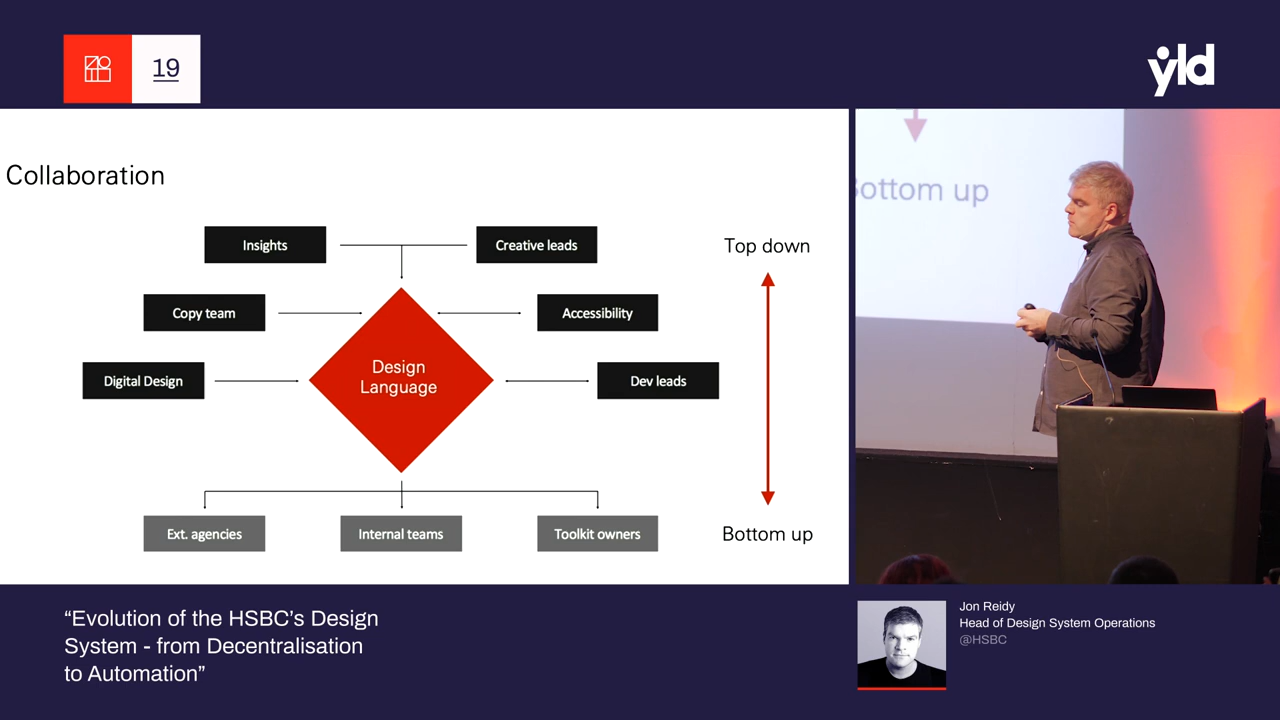 19
yld
Collaboration
Insights
Creative leads
Top down
Copy team
Accessibility
Design
Language
Digital Design
Dev leads
Ext. agencies
Internal teams
Toolkit owners
Bottom up
ottom up
“Evolution of the HSBC’s Design
System - from Decentralisation
to Automation”
Jon Reidy
Head of Design System Operations
@HSBC